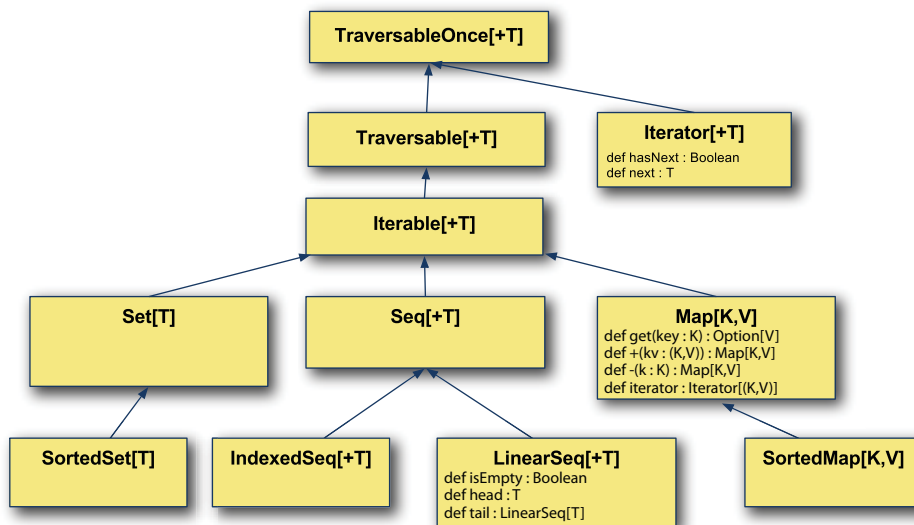 TraversableOnce[+T]
Traversable[+T]
Iterator[+T]
def hasNext : Boolean
def next : T
Iterable[+T]
Set[T]
Seq[+T]
Map[K,V]
def get(key : K) : Option[V]
def +(kv : (K,V)) : Map[K,V]
def -(k : K) : Map[K,V]
def iterator : Iterator[(K,V)]
SortedSet[T]
IndexedSeq[+T]
LinearSeq[+T]
def isEmpty : Boolean
def head : T
def tail : LinearSeq[T]
SortedMap[K,V]